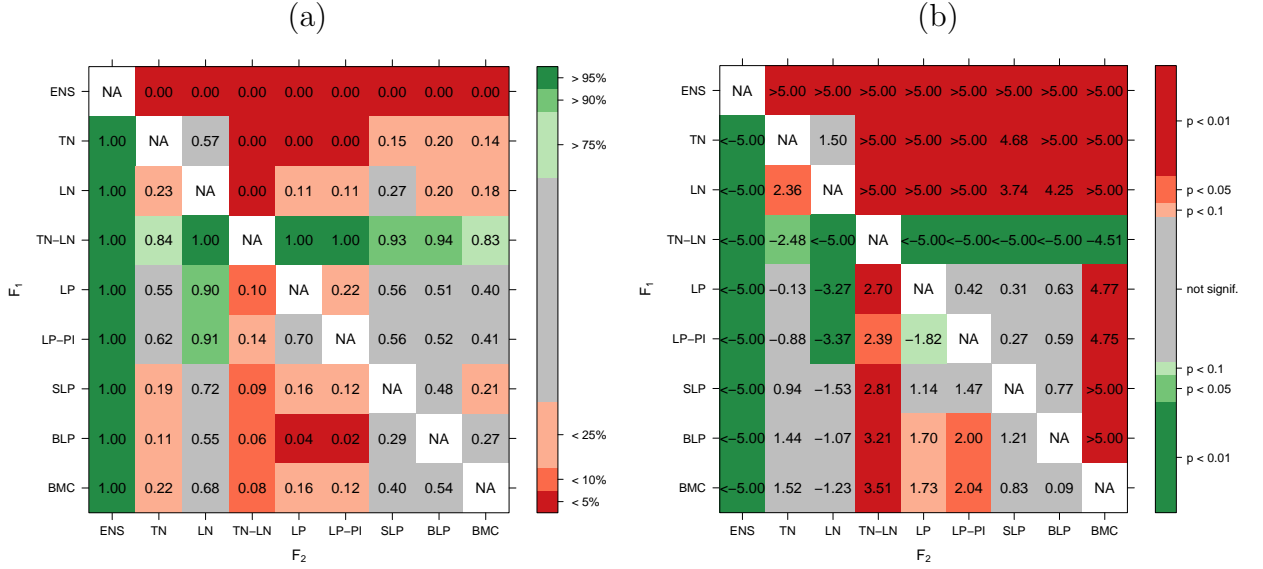 (a) (b)
ENS NA 0.00 0.00 0.00 0.00 0.00 0.00 0.00 0.00
TN 1.00 NA 0.57 0.00 0.00 0.00 0.15 0.20 0.14
LN 1.00 0.23 NA 0.00 0.11 0.11 0.27 0.20 0.18
TN−LN 1.00 0.84 1.00 NA 1.00 1.00 0.93 0.94 0.83
LP 1.00 0.55 0.90 0.10 NA 0.22 0.56 0.51 0.40
LP−PI 1.00 0.62 0.91 0.14 0.70 NA 0.56 0.52 0.41
SLP 1.00 0.19 0.72 0.09 0.16 0.12 NA 0.48 0.21
BLP 1.00 0.11 0.55 0.06 0.04 0.02 0.29 NA 0.27
BMC 1.00 0.22 0.68 0.08 0.16 0.12 0.40 0.54 NA
ENS TN LN TN−LN LP LP−PI SLP BLP BMC
F1
F2
> 95%
> 90%
> 75%
< 25%
< 10%
< 5%
ENS NA >5.00 >5.00 >5.00 >5.00 >5.00 >5.00 >5.00 >5.00
TN <−5.00 NA 1.50 >5.00 >5.00 >5.00 4.68 >5.00 >5.00
LN <−5.00 2.36 NA >5.00 >5.00 >5.00 3.74 4.25 >5.00
TN−LN <−5.00 −2.48 <−5.00 NA <−5.00 <−5.00 <−5.00 <−5.00 −4.51
LP <−5.00 −0.13 −3.27 2.70 NA 0.42 0.31 0.63 4.77
LP−PI <−5.00 −0.88 −3.37 2.39 −1.82 NA 0.27 0.59 4.75
SLP <−5.00 0.94 −1.53 2.81 1.14 1.47 NA 0.77 >5.00
BLP <−5.00 1.44 −1.07 3.21 1.70 2.00 1.21 NA >5.00
BMC <−5.00 1.52 −1.23 3.51 1.73 2.04 0.83 0.09 NA
ENS TN LN TN−LN LP LP−PI SLP BLP BMC
F1
F2
p < 0.01
p < 0.05
p < 0.1
not signif.
p < 0.1
p < 0.05
p < 0.01